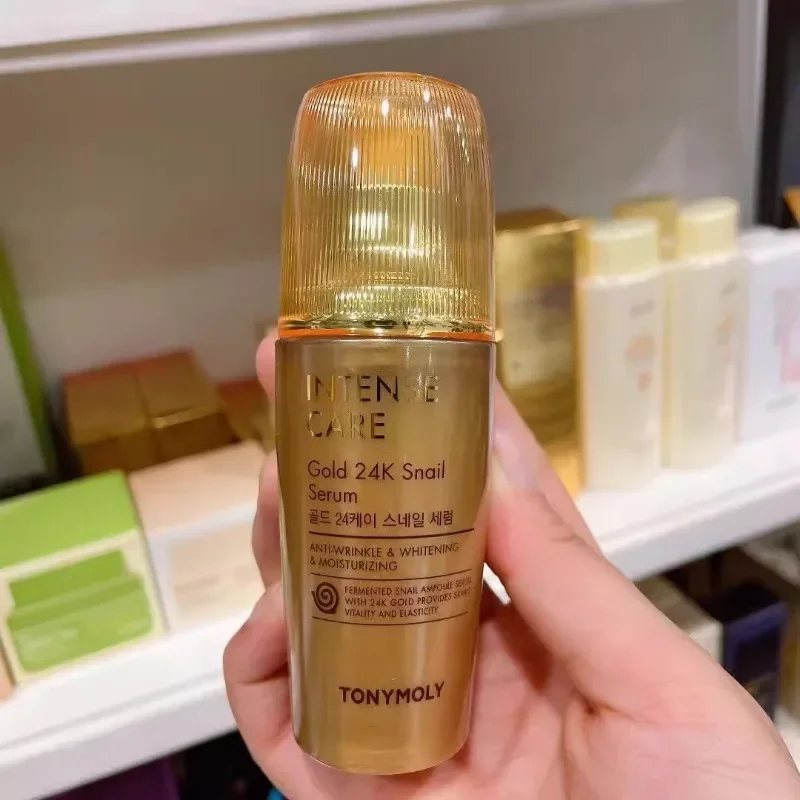 INTENSE
CARE
Gold 24K Snail
Serum
골드 24케이 스네일 세럼
ANTI-WRINKLE & WHITENING
& MOISTURIZING
FERMENTED SNAIL AMPOULE SERUM
WITH 24K GOLD PROVIDES
VITALITY AND ELASTICITY
TONYMOLY